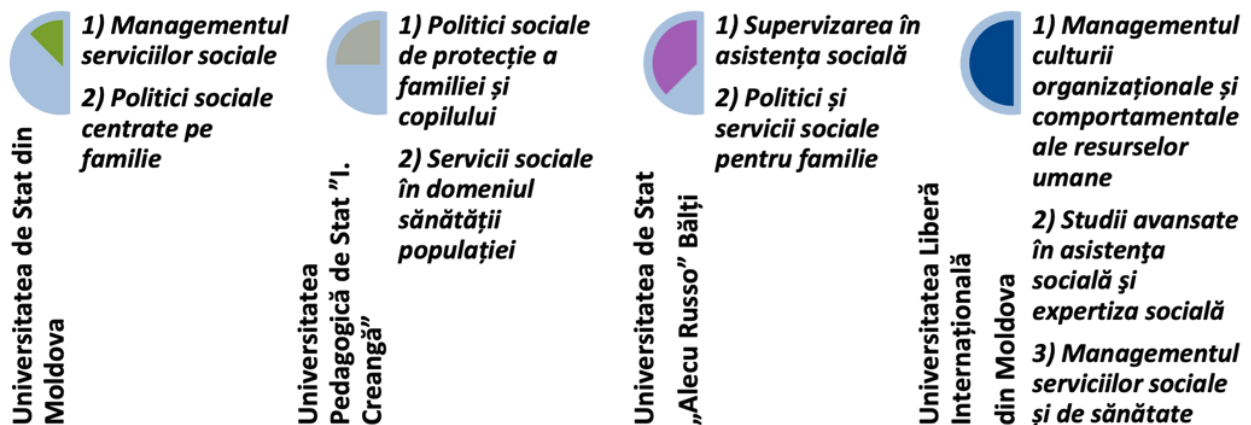 Universitatea de Stat din
Moldova
1) Managementul
serviciilor sociale
2) Politici sociale
centrate pe
familie
Universitatea
Pedagogică de Stat ”I.
Creangă”
1) Politici sociale
de protecție a
familiei și
copilului
2) Servicii sociale
în domeniul
sănătății
populației
Universitatea de Stat
„Alecu Russo” Bălți
1) Supervizarea în
asistența socială
2) Politici și
servicii sociale
pentru familie
Universitatea Liberă
Internațională
din Moldova
1) Managementul
culturii
organizaționale și
comportamentale
ale resurselor
umane
2) Studii avansate
în asistenţa
socială şi
expertiza socială
3) Managementul
serviciilor sociale
și de sănătate